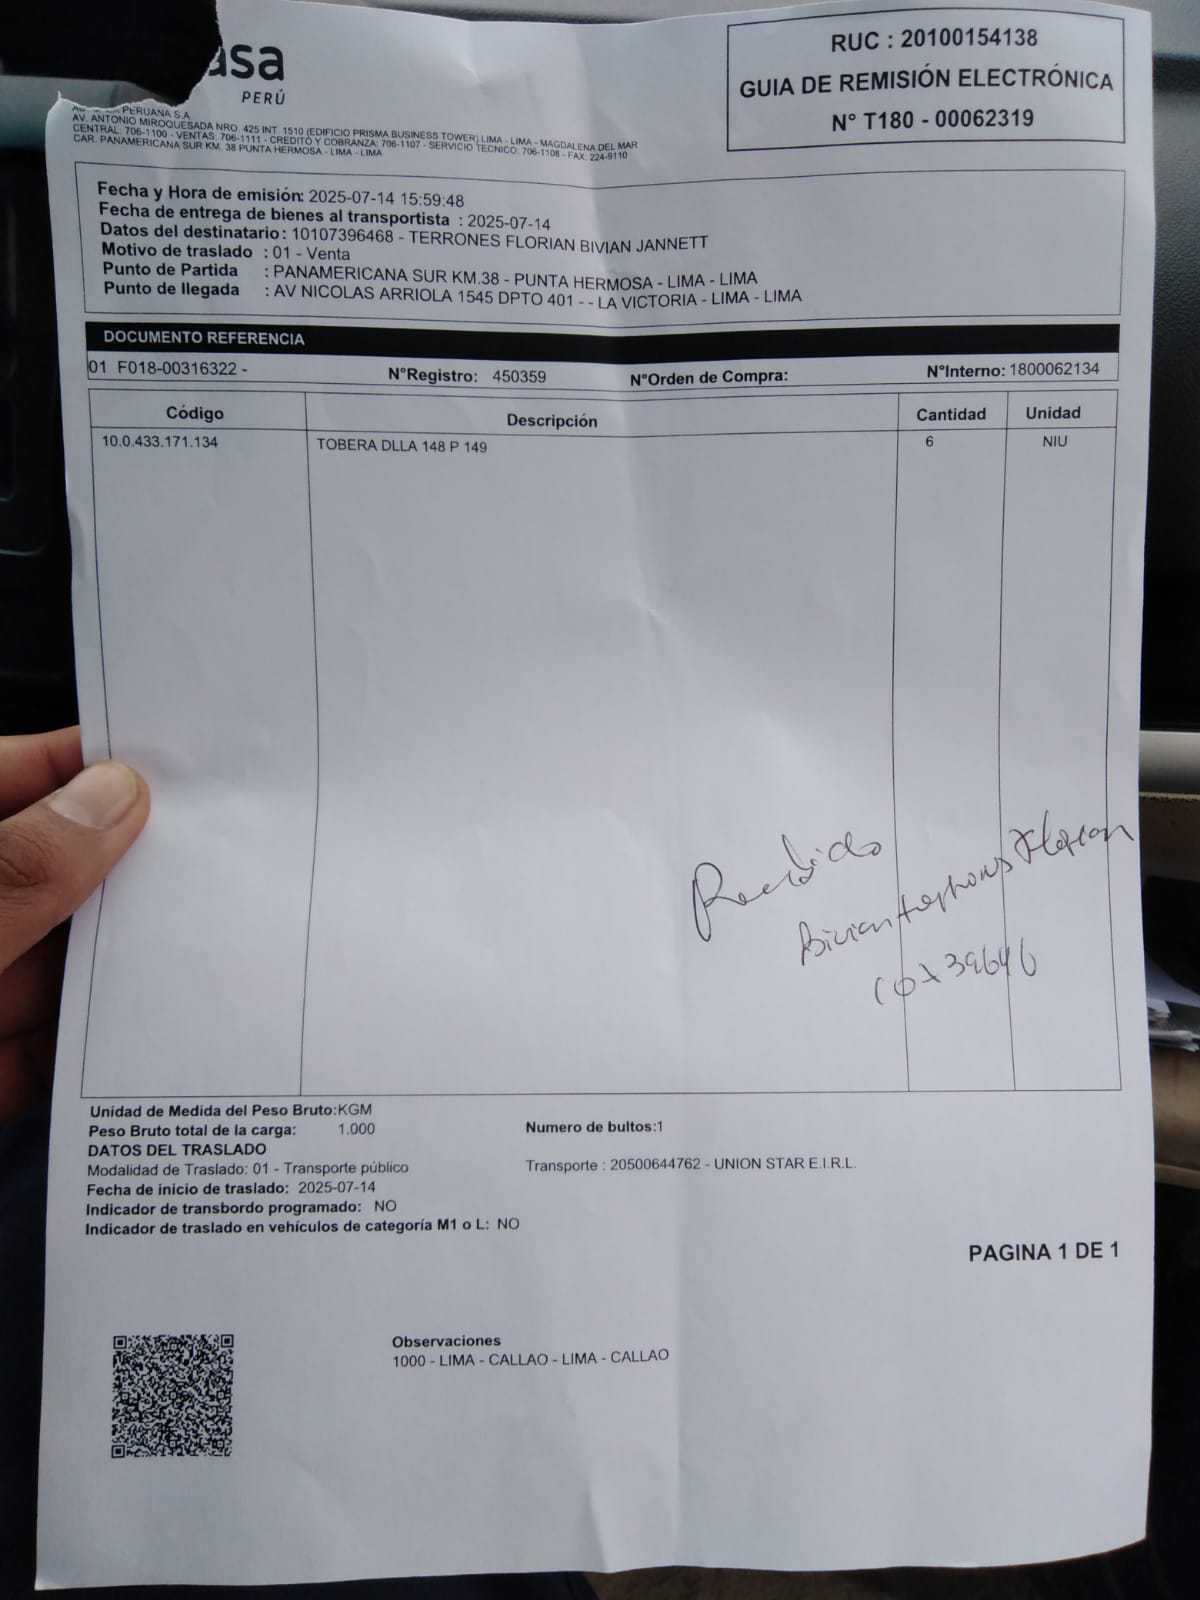 asa
PERÚ
PERUANA S.A.
AV. ANTONIO MIROQUESADA NRO. 425 INT. 1510 (EDIFICIO PRISMA BUSINESS TOWER) LIMA - LIMA - MAGDALENA DEL MAR
CENTRAL: 706-1100 - VENTAS: 706-1111 - CREDITO Y COBRANZA: 706-1107 - SERVICIO TECNICO: 706-1108 - FAX: 224-9110
CAR. PANAMERICANA SUR KM. 38 PUNTA HERMOSA - LIMA - LIMA
RUC : 20100154138
GUIA DE REMISIÓN ELECTRÓNICA
N° T180 - 00062319
Fecha y Hora de emisión: 2025-07-14 15:59:48
Fecha de entrega de bienes al transportista : 2025-07-14
Datos del destinatario : 10107396468 - TERRONES FLORIAN BIVIAN JANNETT
Motivo de traslado : 01 - Venta
Punto de Partida : PANAMERICANA SUR KM.38 - PUNTA HERMOSA - LIMA - LIMA
Punto de llegada : AV NICOLAS ARRIOLA 1545 DPTO 401 - - LA VICTORIA - LIMA - LIMA
DOCUMENTO REFERENCIA
01 F018-00316322 - N°Registro: 450359 N°Orden de Compra: N°Interno: 1800062134
Código Descripción Cantidad Unidad
10.0.433.171.134 TOBERA DLLA 148 P 149 6 NIU
Recibido
Bivian Florian
10739646
Unidad de Medida del Peso Bruto:KGM
Peso Bruto total de la carga: 1.000 Numero de bultos:1
DATOS DEL TRASLADO
Modalidad de Traslado: 01 - Transporte público Transporte : 20500644762 - UNION STAR E.I.R.L.
Fecha de inicio de traslado: 2025-07-14
Indicador de transbordo programado: NO
Indicador de traslado en vehículos de categoría M1 o L: NO
PAGINA 1 DE 1
Observaciones
1000 - LIMA - CALLAO - LIMA - CALLAO